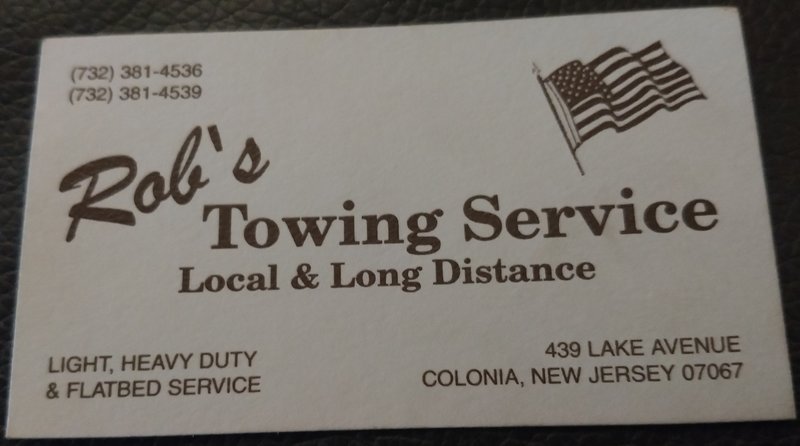 (732) 381-4536
(732) 381-4539
Rob's
Towing Service
Local & Long Distance
LIGHT, HEAVY DUTY
& FLATBED SERVICE
439 LAKE AVENUE
COLONIA, NEW JERSEY 07067